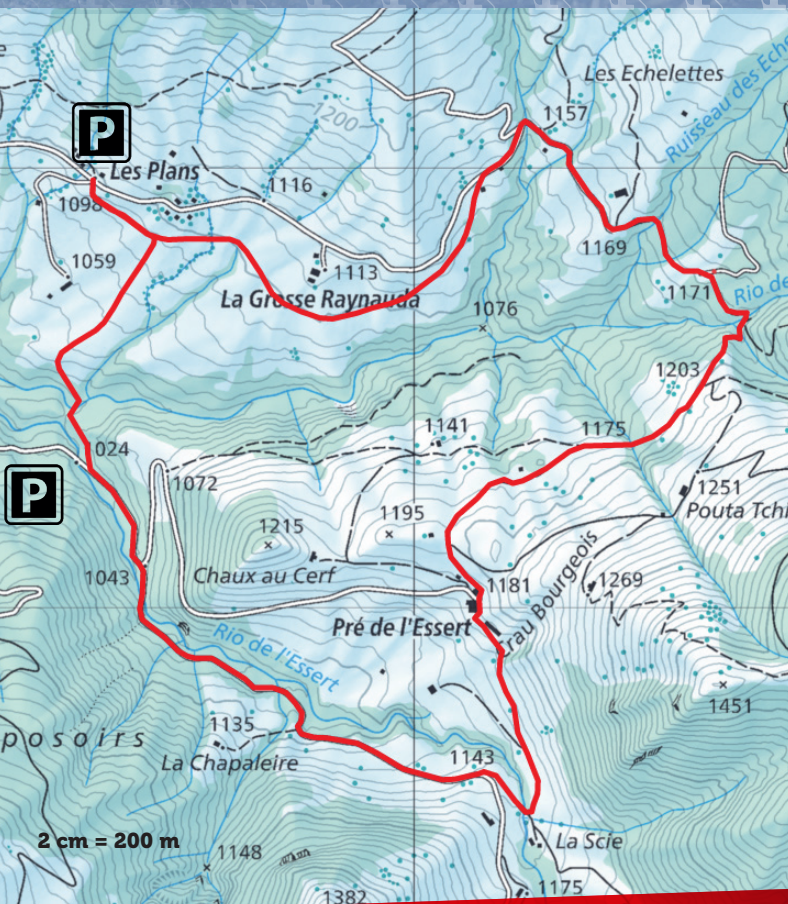 Les Echelettes
1200
1157
Ruisseau des Eche
P
Les Plans
1116
1098
1169
1059
1113
1171
Rio de
La Grosse Raynauda
1076
1203
1141
1175
024
1072
P
1251
Pouta Tchi
1195
1215
Chaux au Cerf
1043
1181
1269
Crau Bourgeois
Pré de l'Essert
Rio de l'Essert
1451
1135
posoirs
La Chapaleire
1143
2 cm = 200 m
La Scie
1148
1175
1382